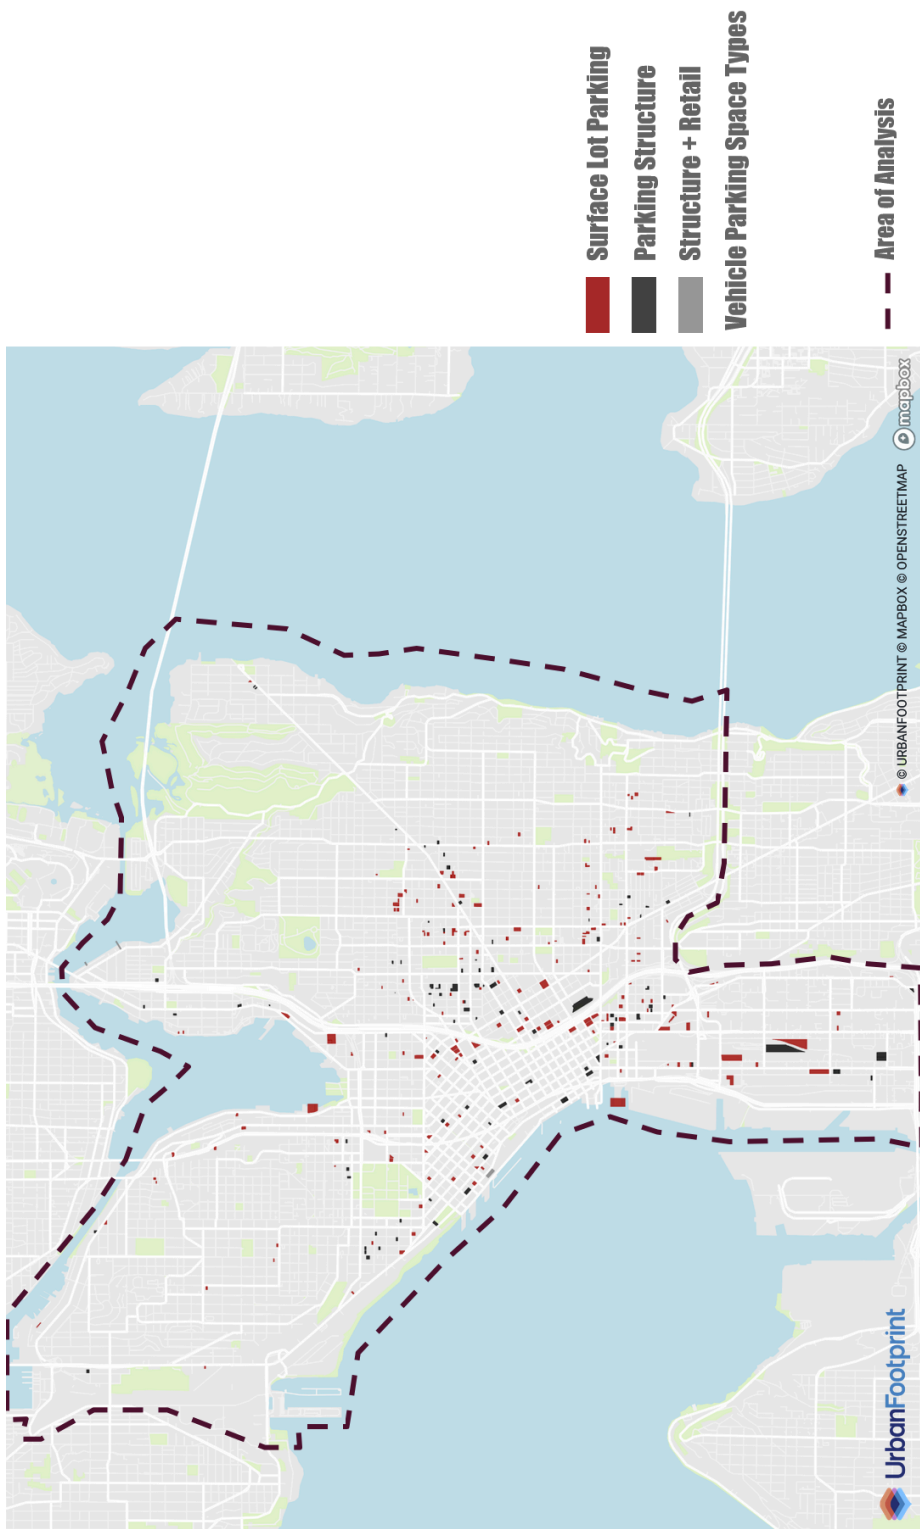 Surface Lot Parking
Parking Structure
Structure + Retail
Vehicle Parking Space Types
Area of Analysis
UrbanFootprint
© URBANFOOTPRINT © MAPBOX © OPENSTREETMAP
mapbox